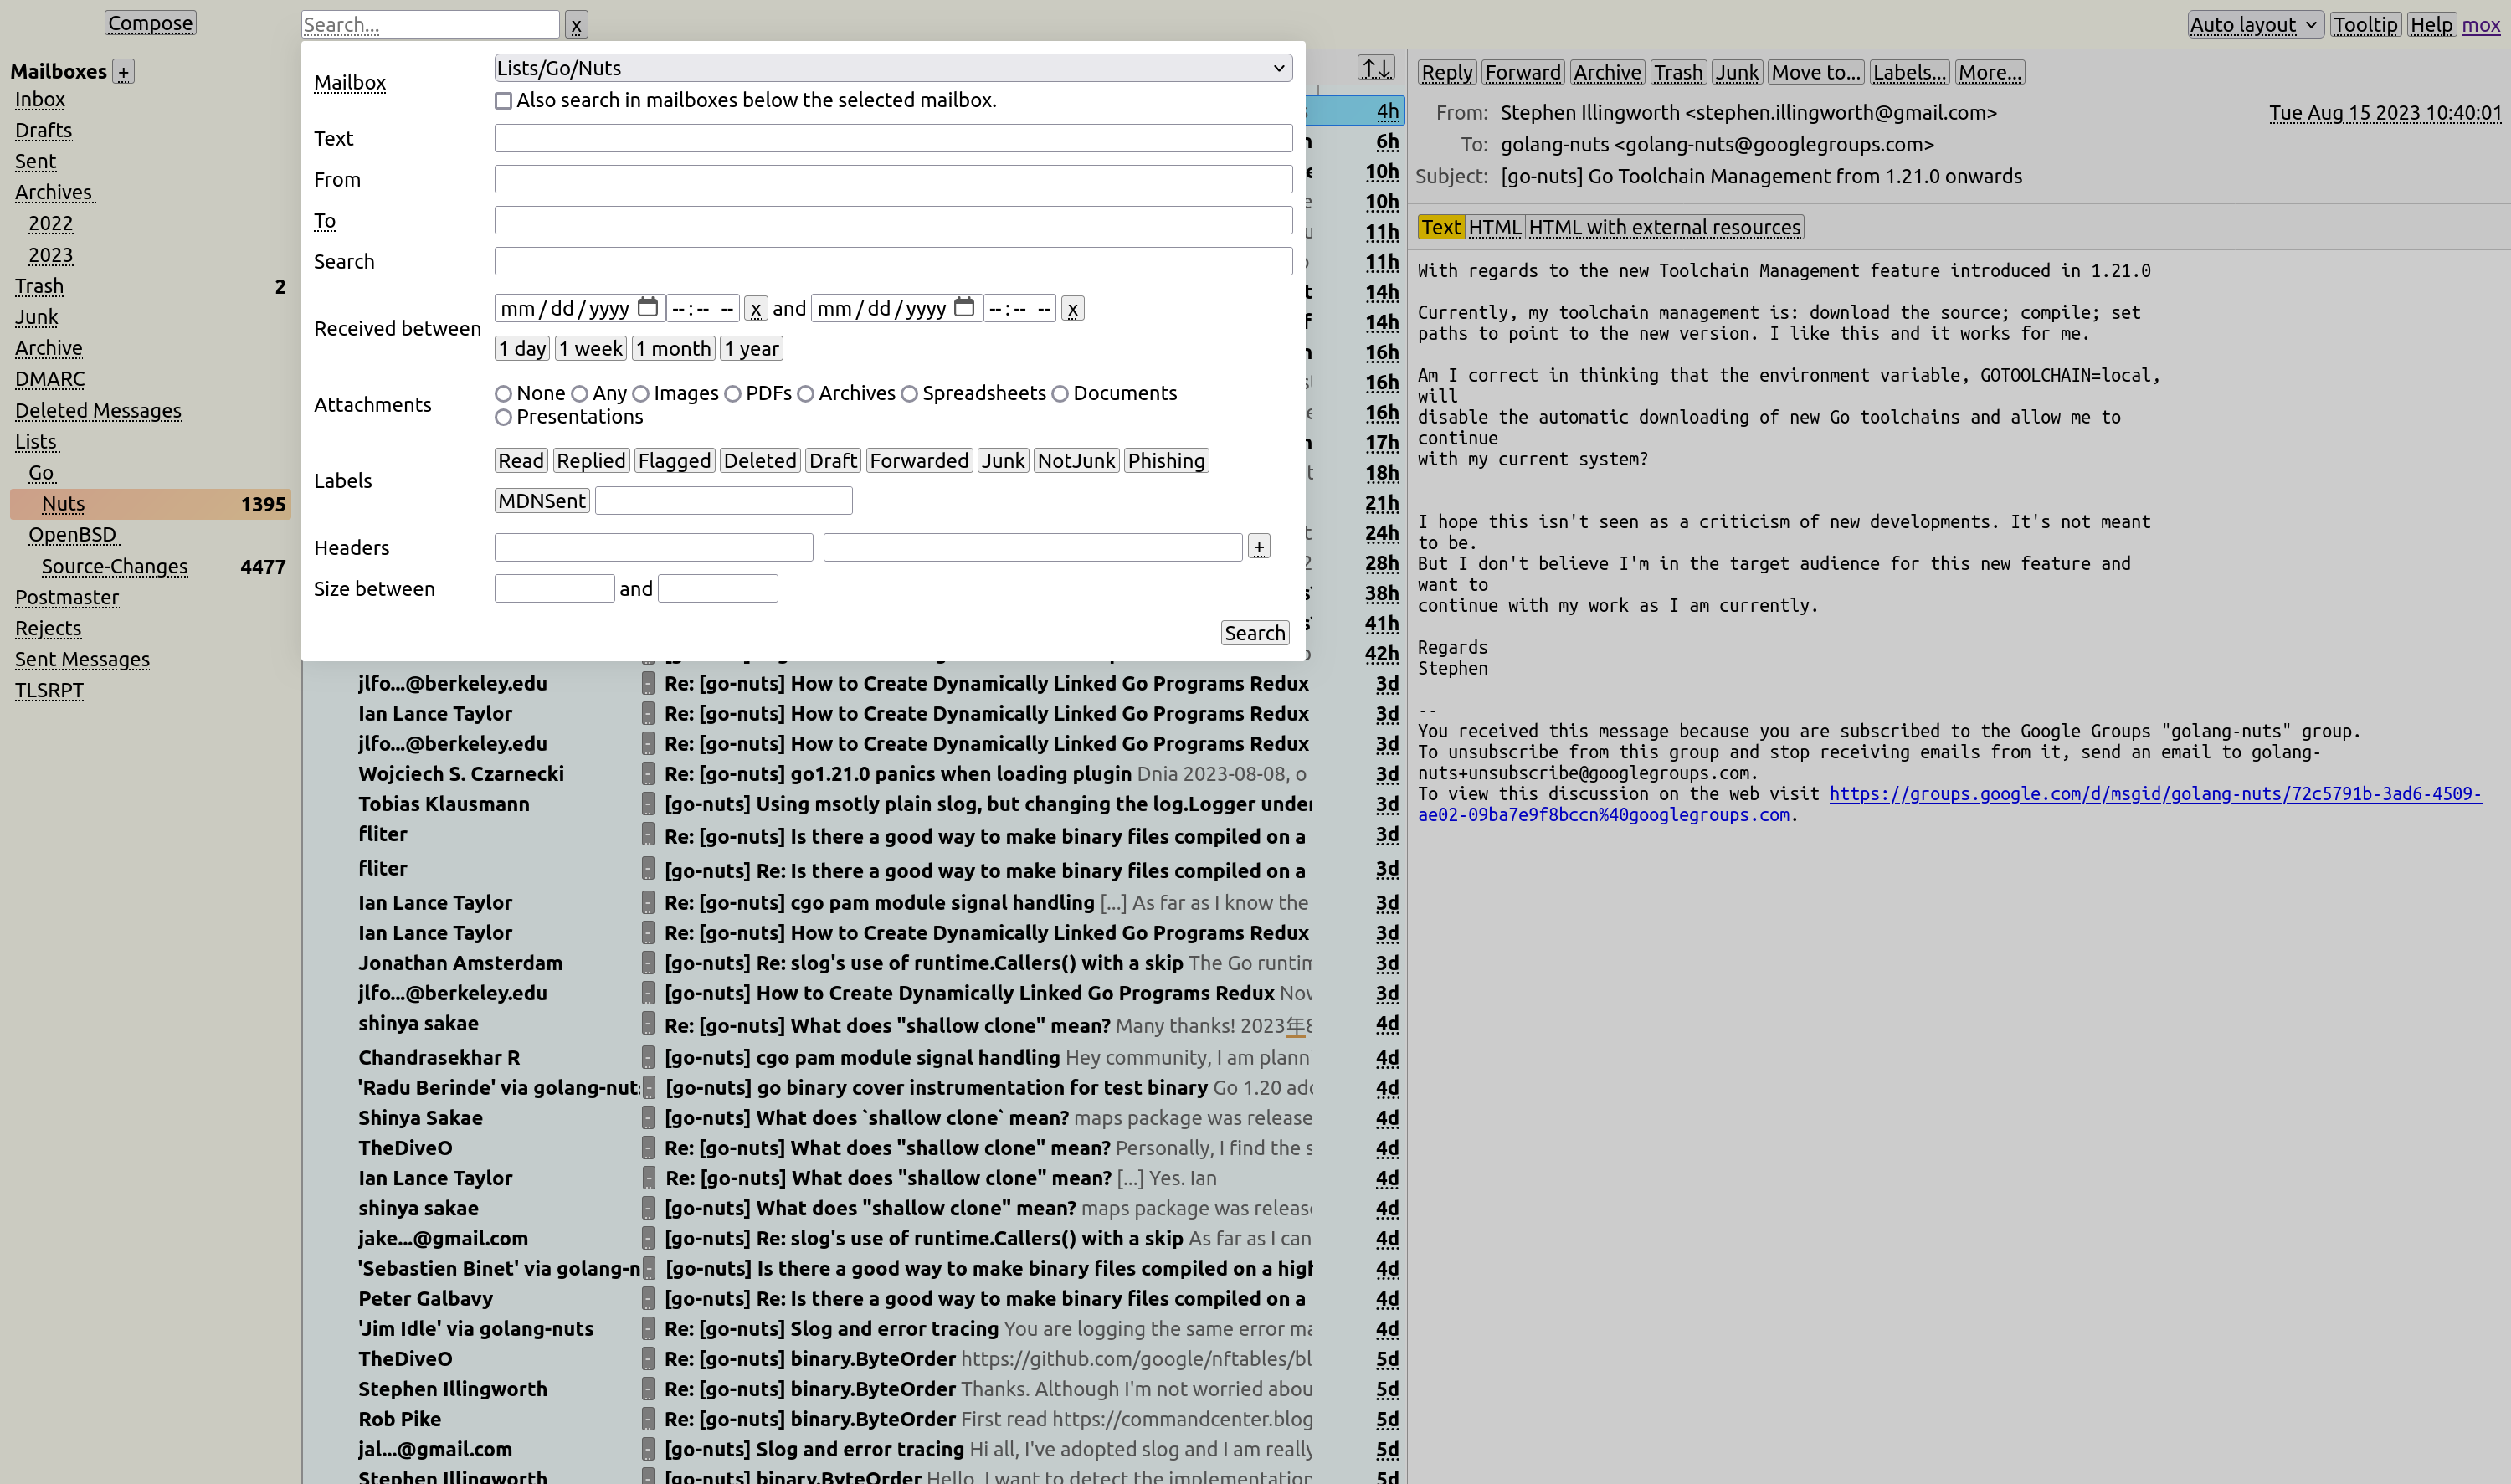 Compose
Search...
x
Auto layout
Tooltip
Help
mox
Mailboxes +
Inbox
Drafts
Sent
Archives
2022
2023
Trash 2
Junk
Archive
DMARC
Deleted Messages
Lists
Go
Nuts 1395
OpenBSD
Source-Changes 4477
Postmaster
Rejects
Sent Messages
TLSRPT
Mailbox Lists/Go/Nuts
Also search in mailboxes below the selected mailbox.
Text
From
To
Search
Received between mm/dd/yyyy --:-- -- x and mm/dd/yyyy --:-- -- x
1 day 1 week 1 month 1 year
Attachments None Any Images PDFs Archives Spreadsheets Documents
Presentations
Labels Read Replied Flagged Deleted Draft Forwarded Junk NotJunk Phishing
MDNSent
Headers +
Size between and
Search
↑↓
4h
6h
10h
10h
11h
11h
14h
14h
16h
16h
16h
17h
18h
21h
24h
28h
38h
41h
42h
jlfo...@berkeley.edu - Re: [go-nuts] How to Create Dynamically Linked Go Programs Redux 3d
Ian Lance Taylor - Re: [go-nuts] How to Create Dynamically Linked Go Programs Redux 3d
jlfo...@berkeley.edu - Re: [go-nuts] How to Create Dynamically Linked Go Programs Redux 3d
Wojciech S. Czarnecki - Re: [go-nuts] go1.21.0 panics when loading plugin Dnia 2023-08-08, o 3d
Tobias Klausmann - [go-nuts] Using msotly plain slog, but changing the log.Logger under 3d
fliter - Re: [go-nuts] Is there a good way to make binary files compiled on a 3d
fliter - [go-nuts] Re: Is there a good way to make binary files compiled on a 3d
Ian Lance Taylor - Re: [go-nuts] cgo pam module signal handling [...] As far as I know the 3d
Ian Lance Taylor - Re: [go-nuts] How to Create Dynamically Linked Go Programs Redux 3d
Jonathan Amsterdam - [go-nuts] Re: slog's use of runtime.Callers() with a skip The Go runtim 3d
jlfo...@berkeley.edu - [go-nuts] How to Create Dynamically Linked Go Programs Redux Nov 3d
shinya sakae - Re: [go-nuts] What does "shallow clone" mean? Many thanks! 2023年8 4d
Chandrasekhar R - [go-nuts] cgo pam module signal handling Hey community, I am planni 4d
'Radu Berinde' via golang-nuts - [go-nuts] go binary cover instrumentation for test binary Go 1.20 add 4d
Shinya Sakae - [go-nuts] What does `shallow clone` mean? maps package was release 4d
TheDiveO - Re: [go-nuts] What does "shallow clone" mean? Personally, I find the s 4d
Ian Lance Taylor - Re: [go-nuts] What does "shallow clone" mean? [...] Yes. Ian 4d
shinya sakae - [go-nuts] What does "shallow clone" mean? maps package was release 4d
jake...@gmail.com - [go-nuts] Re: slog's use of runtime.Callers() with a skip As far as I can 4d
'Sebastien Binet' via golang-n - [go-nuts] Is there a good way to make binary files compiled on a high 4d
Peter Galbavy - [go-nuts] Re: Is there a good way to make binary files compiled on a 4d
'Jim Idle' via golang-nuts - Re: [go-nuts] Slog and error tracing You are logging the same error ma 4d
TheDiveO - Re: [go-nuts] binary.ByteOrder https://github.com/google/nftables/bl 5d
Stephen Illingworth - Re: [go-nuts] binary.ByteOrder Thanks. Although I'm not worried abou 5d
Rob Pike - Re: [go-nuts] binary.ByteOrder First read https://commandcenter.blog 5d
jal...@gmail.com - [go-nuts] Slog and error tracing Hi all, I've adopted slog and I am really 5d
Stephen Illingworth - [go-nuts] binary.ByteOrder Hello, I want to detect the implementation 5d
Reply Forward Archive Trash Junk Move to... Labels... More...
From: Stephen Illingworth <stephen.illingworth@gmail.com> Tue Aug 15 2023 10:40:01
To: golang-nuts <golang-nuts@googlegroups.com>
Subject: [go-nuts] Go Toolchain Management from 1.21.0 onwards
Text HTML HTML with external resources
With regards to the new Toolchain Management feature introduced in 1.21.0
Currently, my toolchain management is: download the source; compile; set
paths to point to the new version. I like this and it works for me.
Am I correct in thinking that the environment variable, GOTOOLCHAIN=local,
will
disable the automatic downloading of new Go toolchains and allow me to
continue
with my current system?
I hope this isn't seen as a criticism of new developments. It's not meant
to be.
But I don't believe I'm in the target audience for this new feature and
want to
continue with my work as I am currently.
Regards
Stephen
--
You received this message because you are subscribed to the Google Groups "golang-nuts" group.
To unsubscribe from this group and stop receiving emails from it, send an email to golang-
nuts+unsubscribe@googlegroups.com.
To view this discussion on the web visit https://groups.google.com/d/msgid/golang-nuts/72c5791b-3ad6-4509-
ae02-09ba7e9f8bccn%40googlegroups.com.